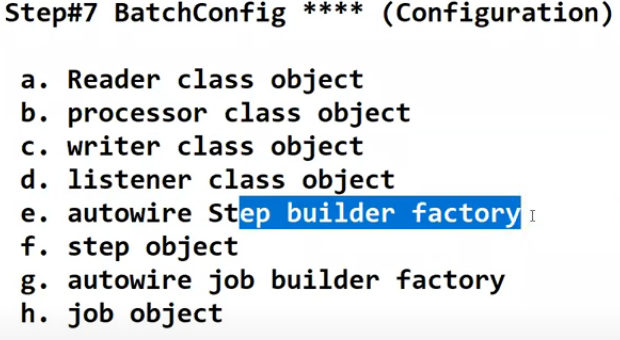 Step#7 BatchConfig **** (Configuration)
a. Reader class object
b. processor class object
c. writer class object
d. listener class object
e. autowire Step builder factory
f. step object
g. autowire job builder factory
h. job object